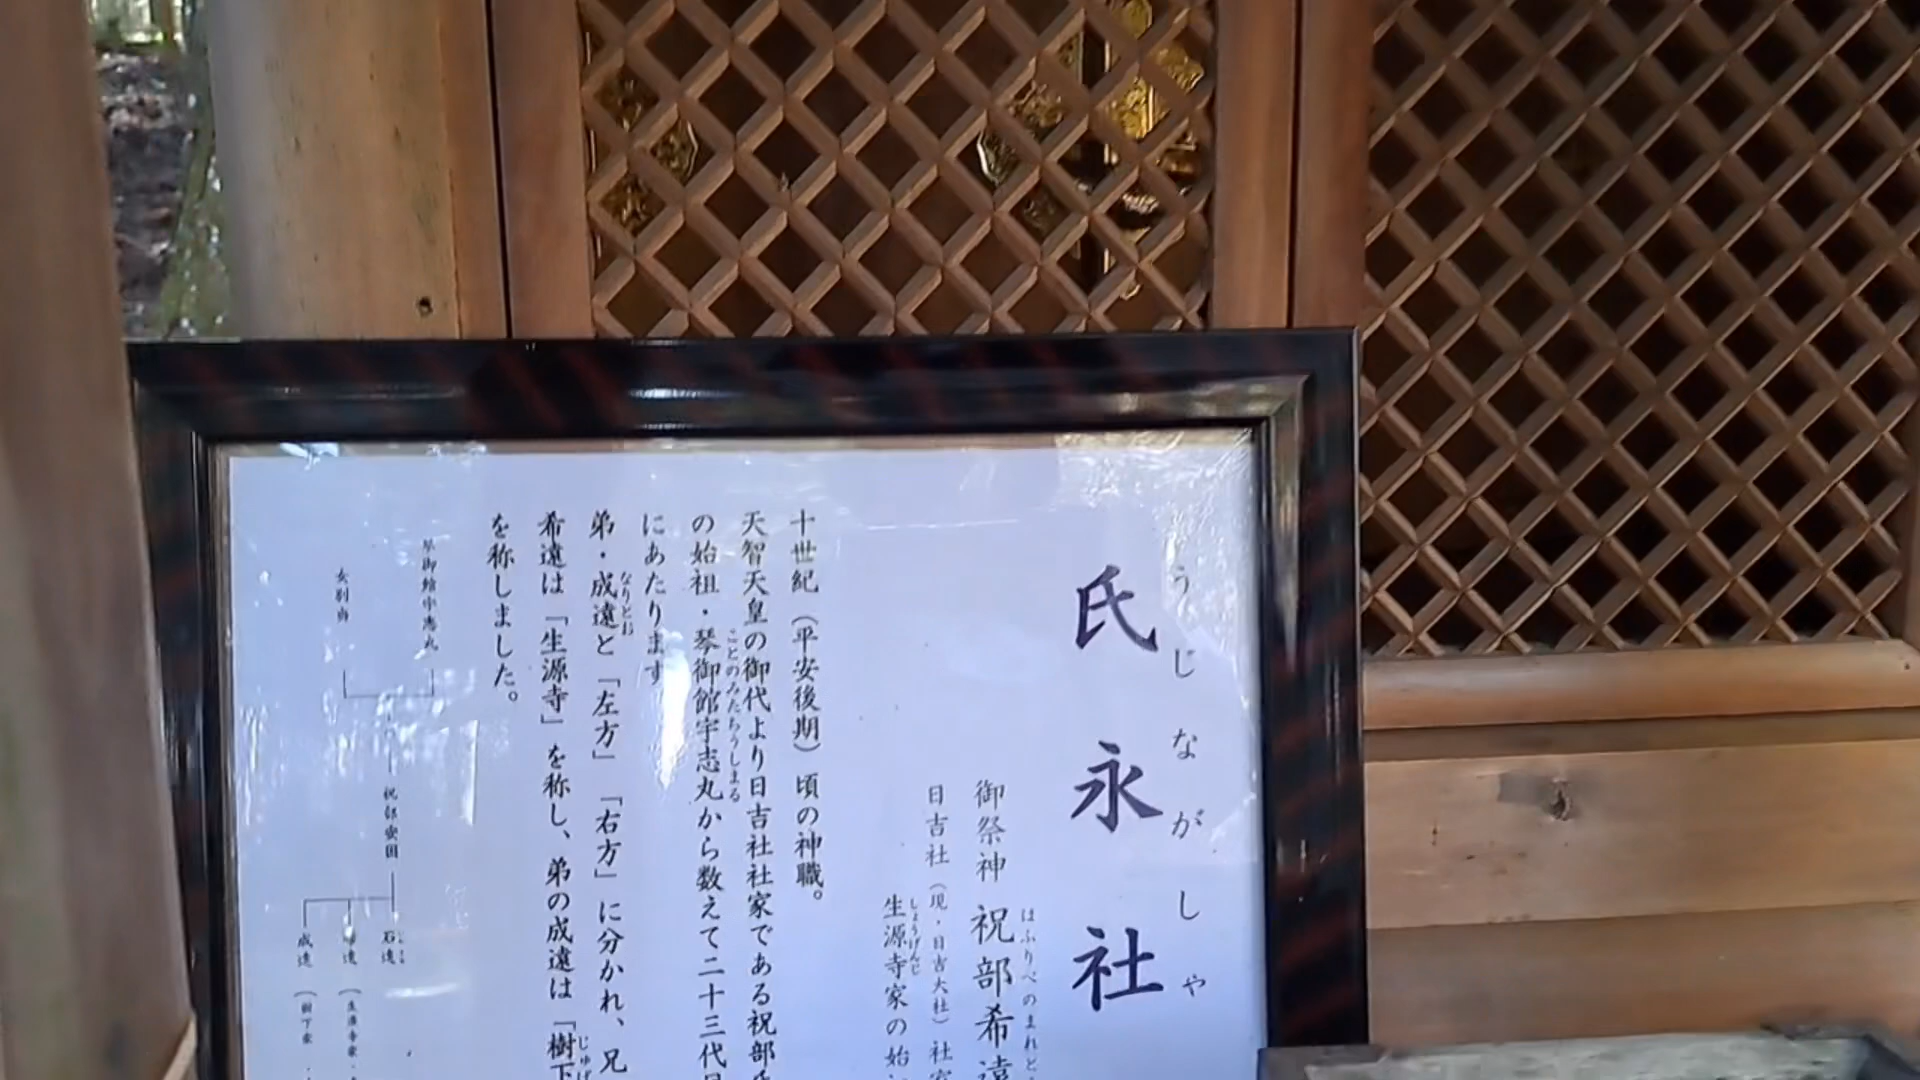 うじながしゃ
氏永社
御祭神 祝部希遠
はふりべのまれと
日吉社（現・日吉大社）社家
しょうげんじ
生源寺家の始
十世紀（平安後期）頃の神職。
天智天皇の御代より日吉社社家である祝部氏
の始祖・琴御館宇志丸から数えて二十三代目
ことのみたちうしまる
にあたります
弟・成遠と「左方」「右方」に分かれ、兄
なりとお
希遠は「生源寺」を称し、弟の成遠は「樹下
じゅげ
を称しました。
琴御館宇志丸
女別当
祝部安国
成遠